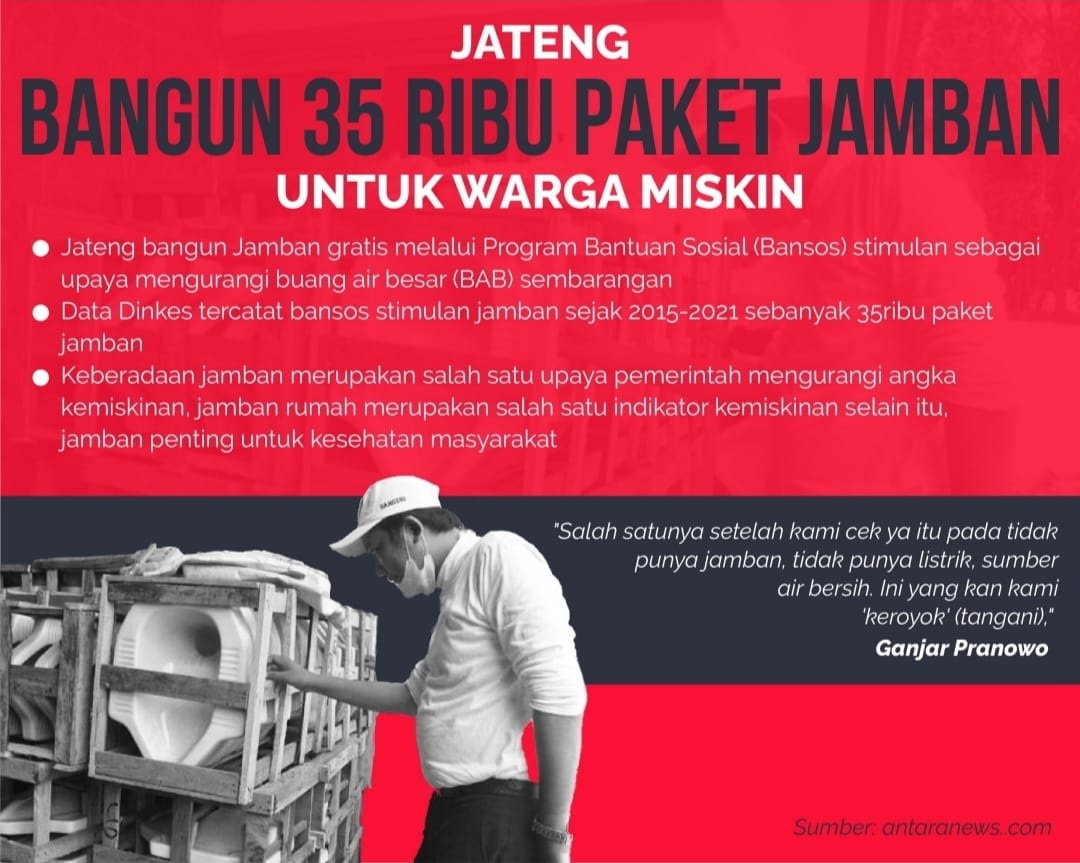 JATENG
BANGUN 35 RIBU PAKET JAMBAN
UNTUK WARGA MISKIN
Jateng bangun Jamban gratis melalui Program Bantuan Sosial (Bansos) stimulan sebagai
upaya mengurangi buang air besar (BAB) sembarangan
Data Dinkes tercatat bansos stimulan jamban sejak 2015-2021 sebanyak 35ribu paket
jamban
Keberadaan jamban merupakan salah satu upaya pemerintah mengurangi angka
kemiskinan, jamban rumah merupakan salah satu indikator kemiskinan selain itu,
jamban penting untuk kesehatan masyarakat
"Salah satunya setelah kami cek ya itu pada tidak
punya jamban, tidak punya listrik, sumber
air bersih. Ini yang kan kami
'keroyok' (tangani),"
Ganjar Pranowo
Sumber: antaranews..com